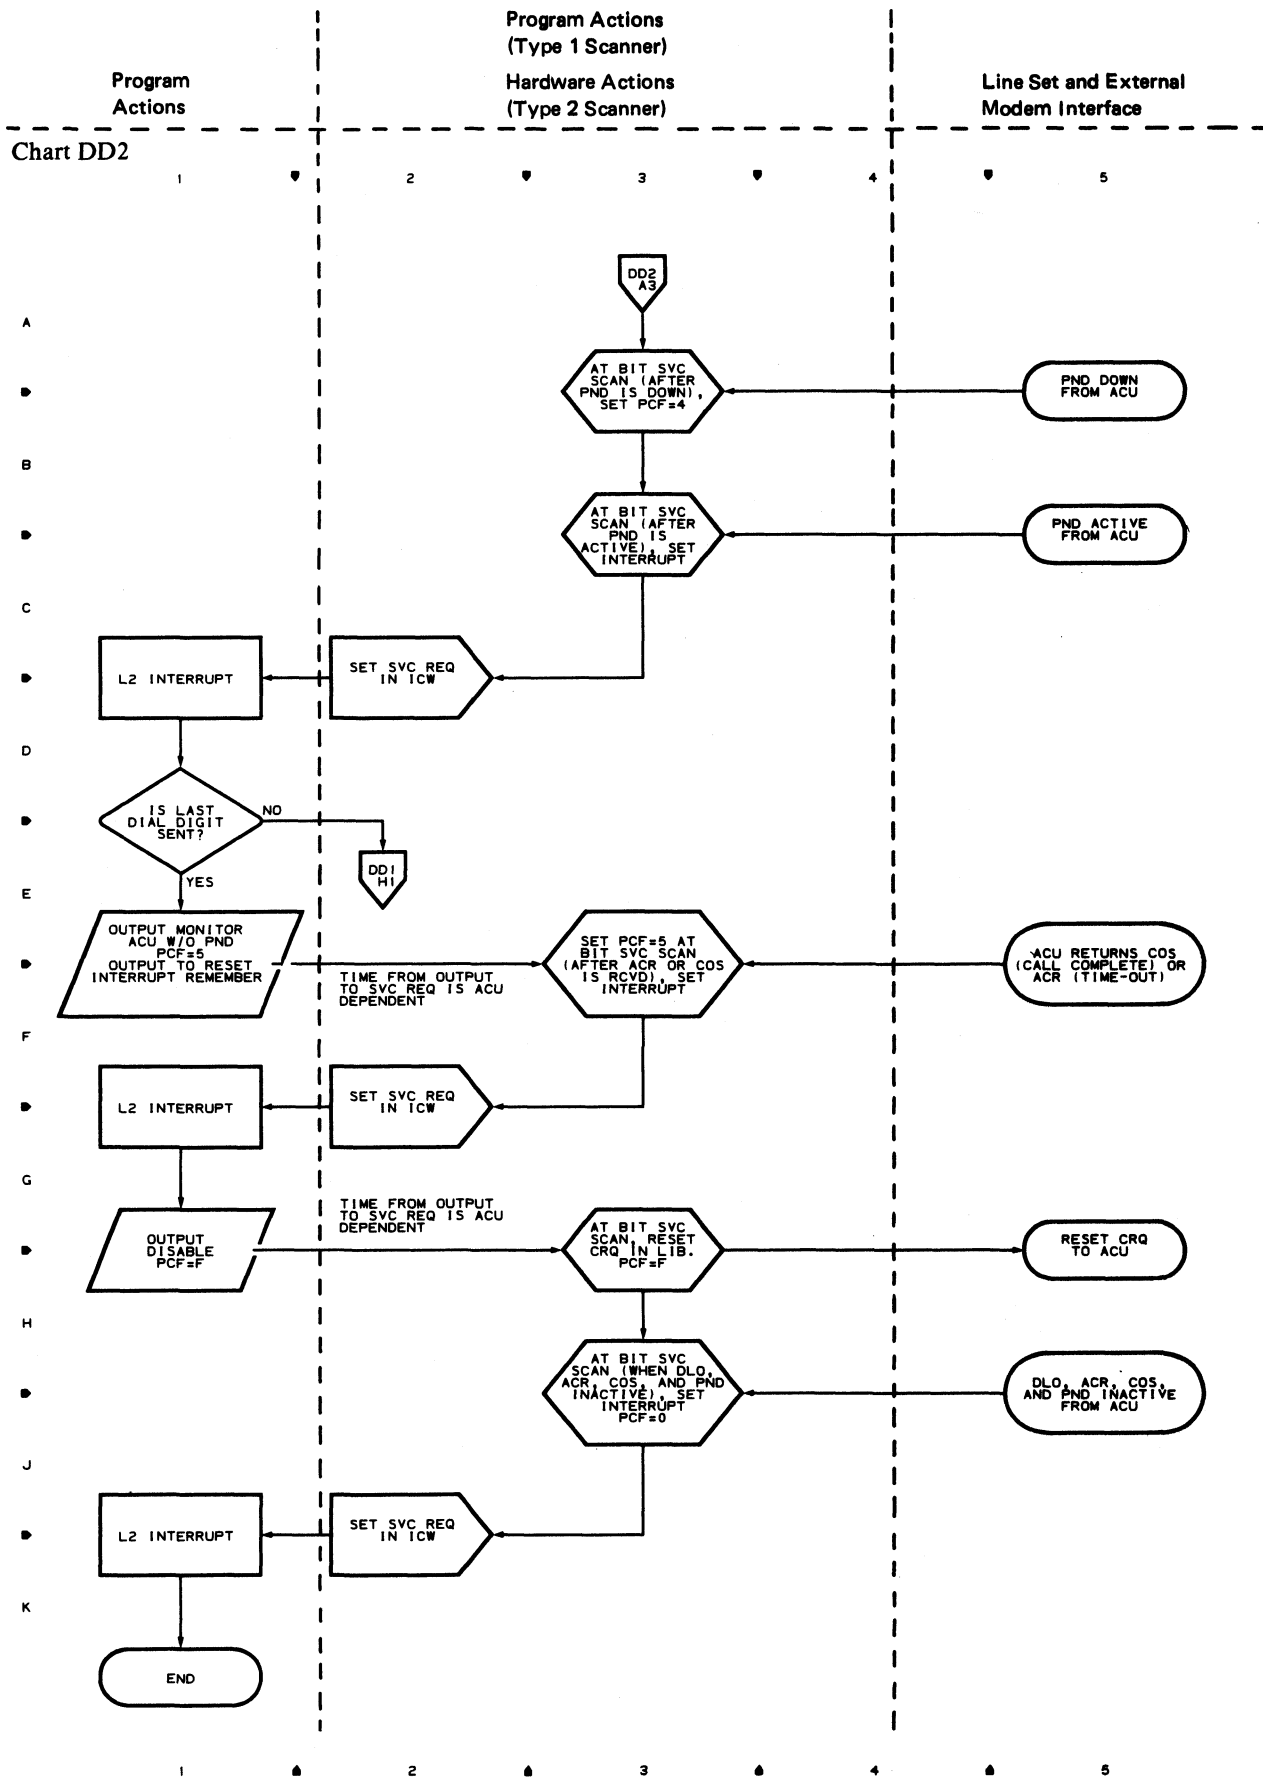 Program Actions
(Type 1 Scanner)
Program
Actions
Hardware Actions
(Type 2 Scanner)
Line Set and External
Modem Interface
Chart DD2
1
2
3
4
5
DD2
A3
A
AT BIT SVC
SCAN (AFTER
PND IS DOWN),
SET PCF=4
PND DOWN
FROM ACU
B
AT BIT SVC
SCAN (AFTER
PND IS
ACTIVE), SET
INTERRUPT
PND ACTIVE
FROM ACU
C
L2 INTERRUPT
SET SVC REQ
IN ICW
D
IS LAST
DIAL DIGIT
SENT?
NO
DD1
H1
YES
E
OUTPUT MONITOR
ACU W/O PND
PCF=5
OUTPUT TO RESET
INTERRUPT REMEMBER
TIME FROM OUTPUT
TO SVC REQ IS ACU
DEPENDENT
SET PCF=5 AT
BIT SVC SCAN
(AFTER ACR OR COS
IS RCVD), SET
INTERRUPT
ACU RETURNS COS
(CALL COMPLETE) OR
ACR (TIME-OUT)
F
L2 INTERRUPT
SET SVC REQ
IN ICW
G
OUTPUT
DISABLE
PCF=F
TIME FROM OUTPUT
TO SVC REQ IS ACU
DEPENDENT
AT BIT SVC
SCAN, RESET
CRQ IN LIB.
PCF=F
RESET CRQ
TO ACU
H
AT BIT SVC
SCAN (WHEN DLO,
ACR, COS, AND PND
INACTIVE), SET
INTERRUPT
PCF=0
DLO, ACR, COS,
AND PND INACTIVE
FROM ACU
J
L2 INTERRUPT
SET SVC REQ
IN ICW
K
END
1
2
3
4
5